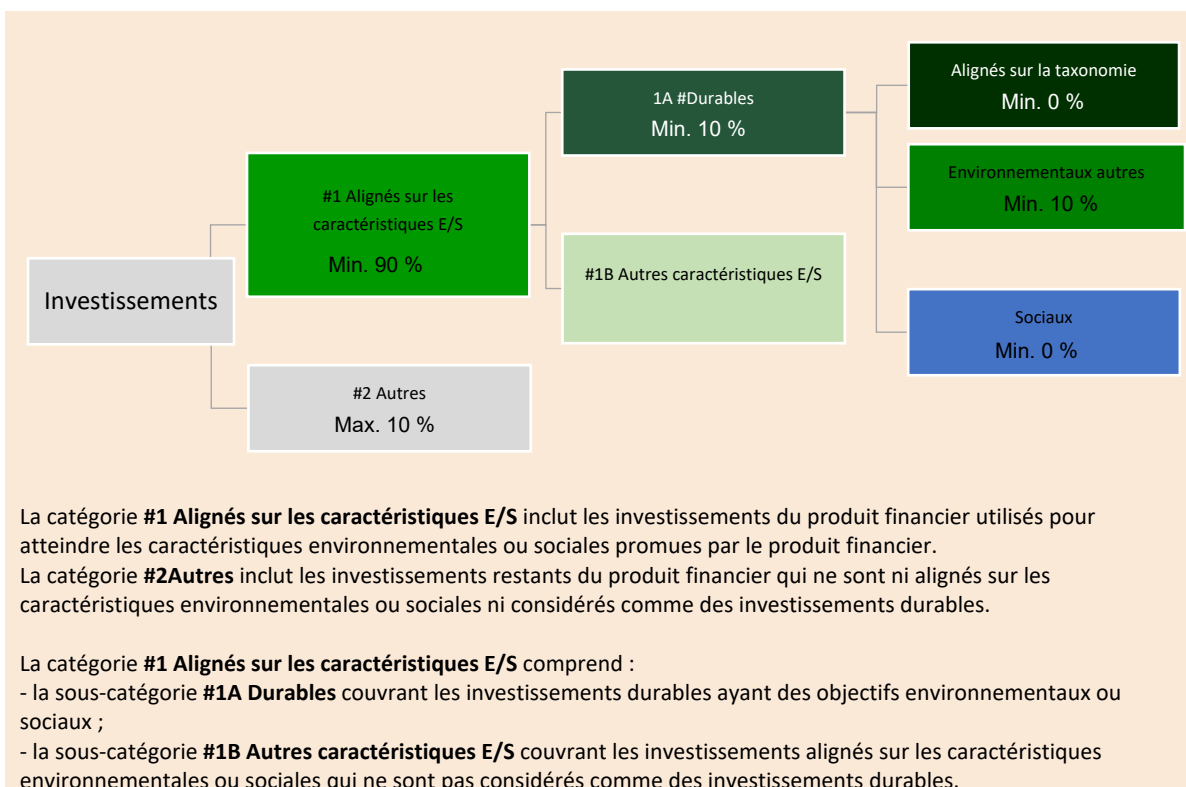 Investissements
#1 Alignés sur les
caractéristiques E/S
Min. 90 %
#2 Autres
Max. 10 %
1A #Durables
Min. 10 %
#1B Autres caractéristiques E/S
Alignés sur la taxonomie
Min. 0 %
Environnementaux autres
Min. 10 %
Sociaux
Min. 0 %
La catégorie #1 Alignés sur les caractéristiques E/S inclut les investissements du produit financier utilisés pour
atteindre les caractéristiques environnementales ou sociales promues par le produit financier.
La catégorie #2Autres inclut les investissements restants du produit financier qui ne sont ni alignés sur les
caractéristiques environnementales ou sociales ni considérés comme des investissements durables.
La catégorie #1 Alignés sur les caractéristiques E/S comprend :
- la sous-catégorie #1A Durables couvrant les investissements durables ayant des objectifs environnementaux ou
sociaux ;
- la sous-catégorie #1B Autres caractéristiques E/S couvrant les investissements alignés sur les caractéristiques
environnementales ou sociales qui ne sont pas considérés comme des investissements durables.